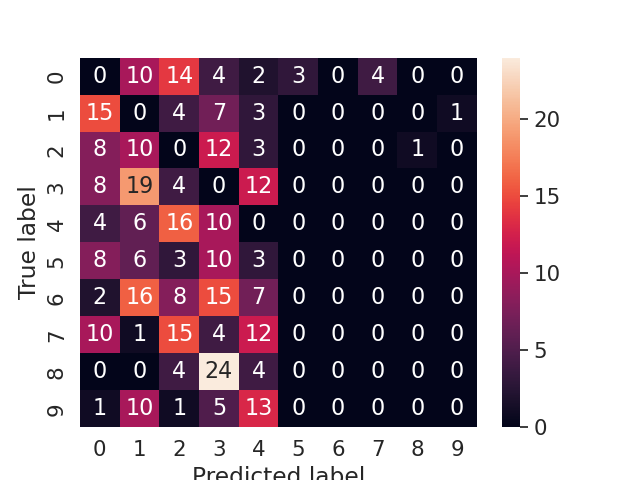 0 0 10 14 4 2 3 0 4 0 0
1 15 0 4 7 3 0 0 0 0 1
2 8 10 0 12 3 0 0 0 1 0
3 8 19 4 0 12 0 0 0 0 0
4 4 6 16 10 0 0 0 0 0 0
5 8 6 3 10 3 0 0 0 0 0
6 2 16 8 15 7 0 0 0 0 0
7 10 1 15 4 12 0 0 0 0 0
8 0 0 4 24 4 0 0 0 0 0
9 1 10 1 5 13 0 0 0 0 0
0 1 2 3 4 5 6 7 8 9
Predicted label
True label
20
15
10
5
0